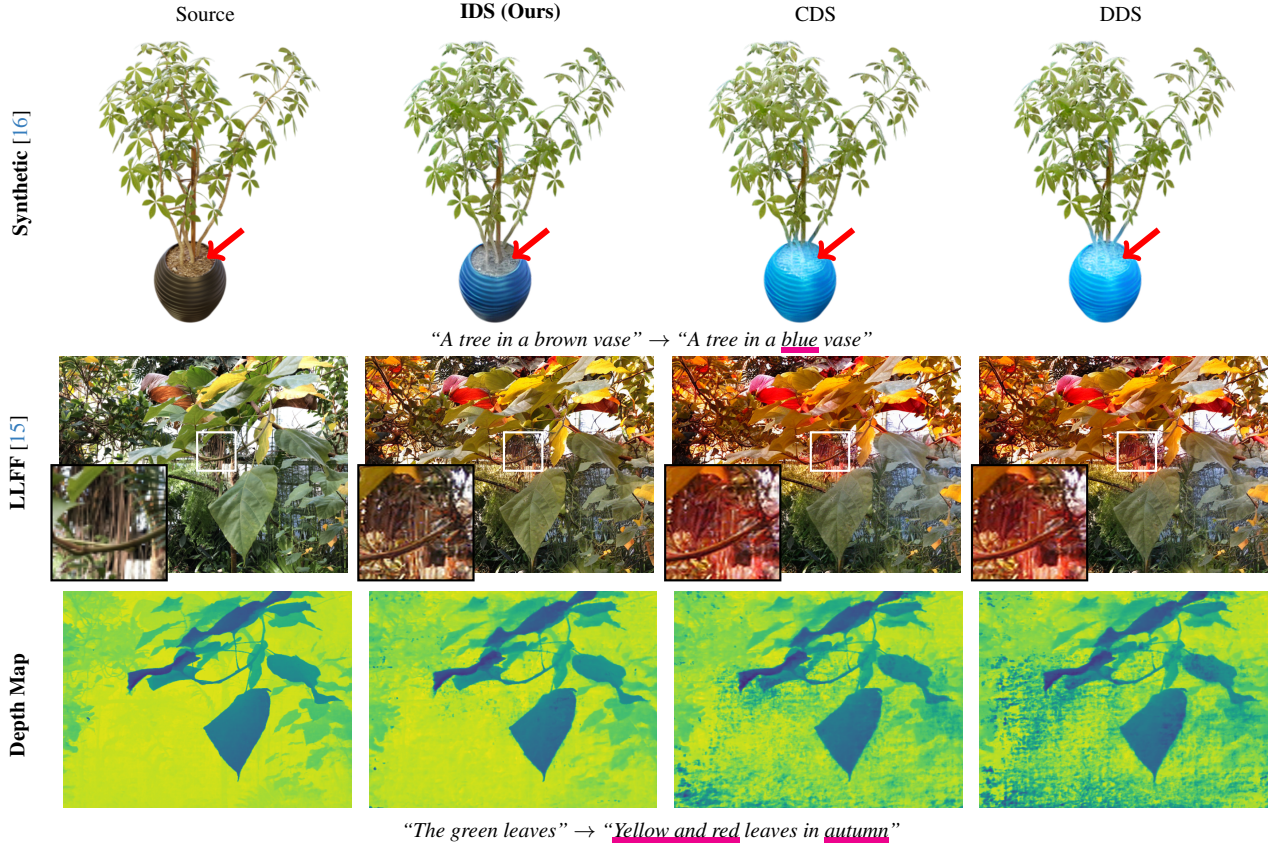 Source IDS (Ours) CDS DDS
Synthetic [16]
“A tree in a brown vase” → “A tree in a blue vase”
LLFF [15]
Depth Map
“The green leaves” → “Yellow and red leaves in autumn”